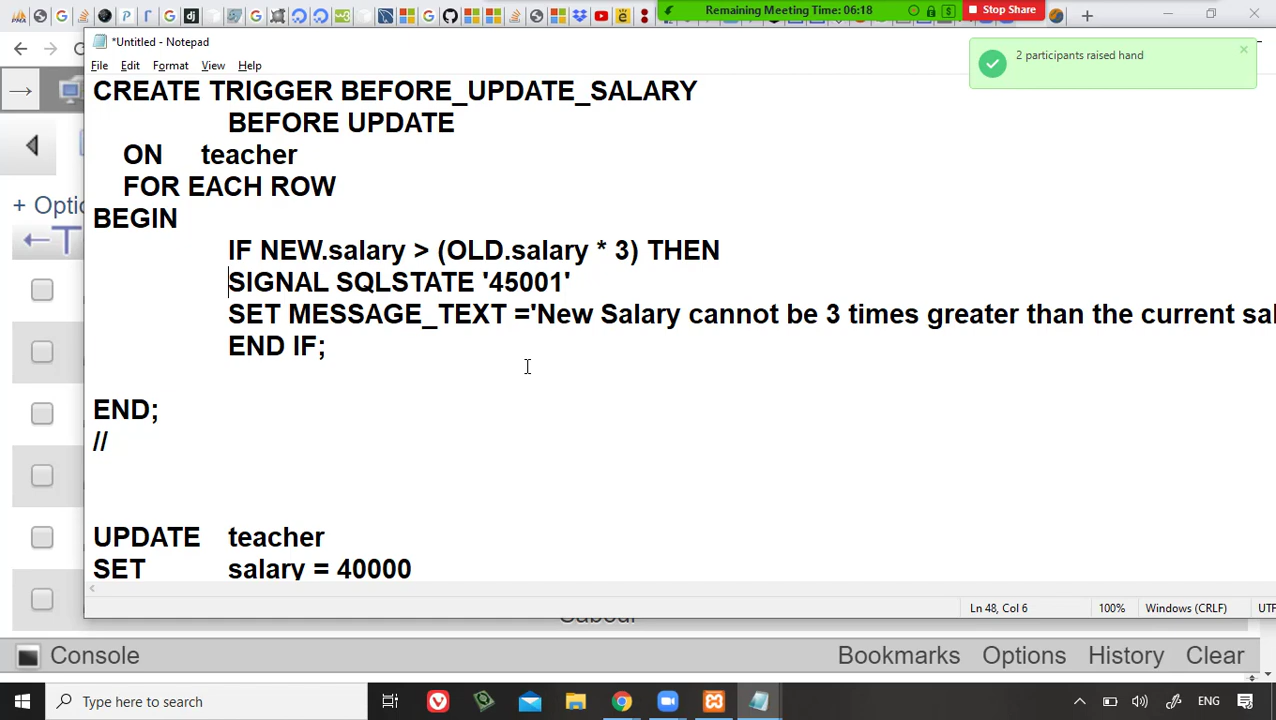 Remaining Meeting Time: 06:18
Stop Share
*Untitled - Notepad
2 participants raised hand
File Edit Format View Help
CREATE TRIGGER BEFORE_UPDATE_SALARY
BEFORE UPDATE
ON teacher
FOR EACH ROW
BEGIN
IF NEW.salary > (OLD.salary * 3) THEN
SIGNAL SQLSTATE '45001'
SET MESSAGE_TEXT ='New Salary cannot be 3 times greater than the current sal
END IF;
END;
//
UPDATE teacher
SET salary = 40000
+ Optio
←T
Ln 48, Col 6 100% Windows (CRLF) UTF
Console Bookmarks Options History Clear
Type here to search
ENG